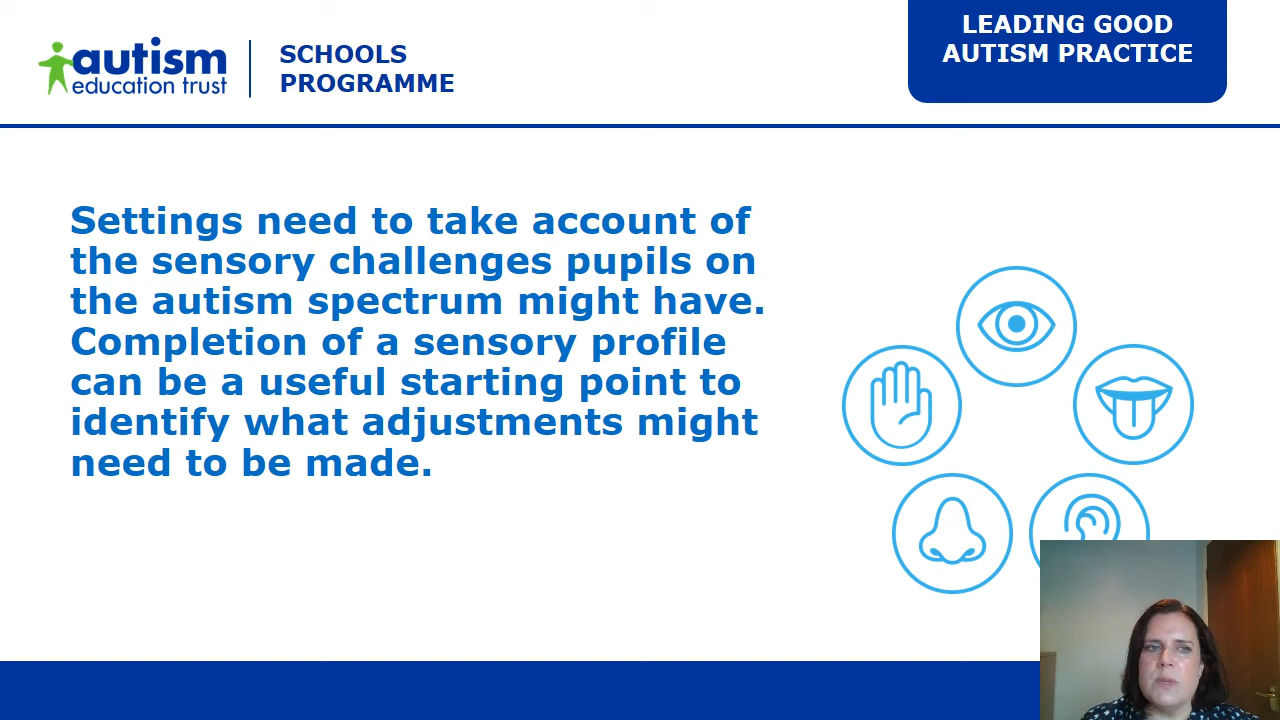 autism
education trust
SCHOOLS
PROGRAMME
LEADING GOOD
AUTISM PRACTICE
Settings need to take account of
the sensory challenges pupils on
the autism spectrum might have.
Completion of a sensory profile
can be a useful starting point to
identify what adjustments might
need to be made.